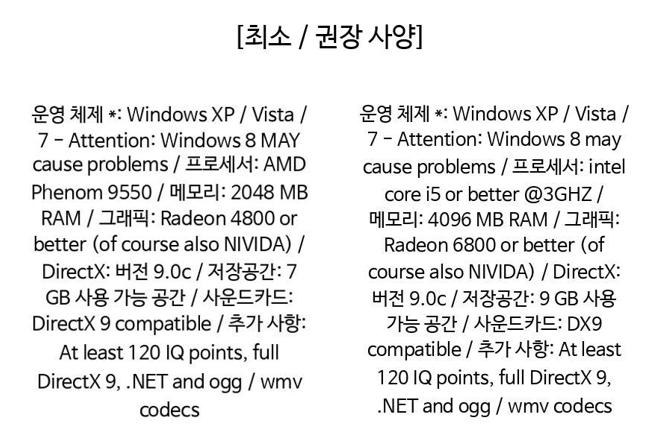 [최소 / 권장 사양]
운영 체제 *: Windows XP / Vista /
7 – Attention: Windows 8 MAY
cause problems / 프로세서: AMD
Phenom 9550 / 메모리: 2048 MB
RAM / 그래픽: Radeon 4800 or
better (of course also NIVIDA) /
DirectX: 버전 9.0c / 저장공간: 7
GB 사용 가능 공간 / 사운드카드:
DirectX 9 compatible / 추가 사항:
At least 120 IQ points, full
DirectX 9, .NET and ogg / wmv
codecs
운영 체제 *: Windows XP / Vista /
7 – Attention: Windows 8 may
cause problems / 프로세서: intel
core i5 or better @3GHZ /
메모리: 4096 MB RAM / 그래픽:
Radeon 6800 or better (of
course also NIVIDA) / DirectX:
버전 9.0c / 저장공간: 9 GB 사용
가능 공간 / 사운드카드: DX9
compatible / 추가 사항: At least
120 IQ points, full DirectX 9,
.NET and ogg / wmv codecs